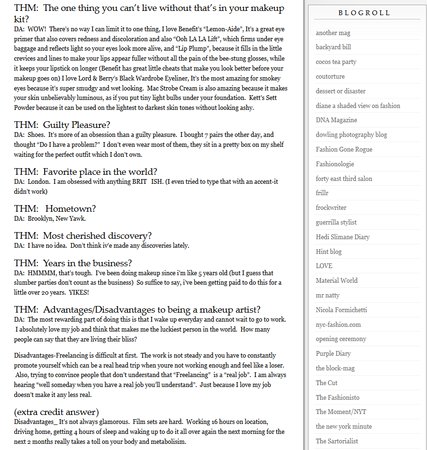 THM: The one thing you can't live without that's in your makeup
kit?
DA: WOW! There's no way I can limit it to one thing, I love Benefit's "Lemon-Aide", It's a great eye
primer that also covers redness and discoloration and also "Ooh LA LA Lift", which firms under eye
baggage and reflects light so your eyes look more alive, and "Lip Plump", because it fills in the little
crevices and lines to make your lips appear fuller without all the pain of the bee-stung glosses, while
it keeps your lipstick on longer (Benefit has great little cheats that make you look better before your
makeup goes on) I love Lord & Berry's Black Wardrobe Eyeliner, It's the most amazing for smokey
eyes because it's super smudgy and wet looking. Mac Strobe Cream is also amazing because it makes
your skin unbelievably luminous, as if you put tiny light bulbs under your foundation. Kett's Sett
Powder because it can be used on the lightest to darkest skin tones without looking ashy.
THM: Guilty Pleasure?
DA: Shoes. It's more of an obsession than a guilty pleasure. I bought 7 pairs the other day, and
thought "Do I have a problem?" I don't even wear most of them, they sit in a pretty box on my shelf
waiting for the perfect outfit which I don't own.
THM: Favorite place in the world?
DA: London. I am obsessed with anything BRIT ISH. (I even tried to type that with an accent-it
didn't work)
THM: Hometown?
DA: Brooklyn, New Yawk.
THM: Most cherished discovery?
DA: I have no idea. Don't think iv'e made any discoveries lately.
THM: Years in the business?
DA: HMMMM, that's tough. I've been doing makeup since i'm like 5 years old (but I guess that
slumber parties don't count as the business) So suffice to say, i've been getting paid to do this for a
little over 20 years. YIKES!
THM: Advantages/Disadvantages to being a makeup artist?
DA: The most rewarding part of doing this is that I wake up everyday and cannot wait to go to work.
I absolutely love my job and think that makes me the luckiest person in the world. How many
people can say that they are living their bliss?
Disadvantages-Freelancing is difficult at first. The work is not steady and you have to constantly
promote yourself which can be a real head trip when youre not working enough and feel like a loser.
Also, trying to convince people that don't understand that "Freelancing" is a "real job". I am always
hearing "well someday when you have a real job you'll understand". Just because I love my job
doesn't make it any less real.
(extra credit answer)
Disadvantages_ It's not always glamorous. Film sets are hard. Working 16 hours on location,
driving home, getting 4 hours of sleep and waking up to do it all over again the next morning for the
next 2 months really takes a toll on your body and metabolisim.
BLOGROLL
another mag
backyard bill
cocoa tea party
coutorture
dessert or disaster
diane a shaded view on fashion
DNA Magazine
dowling photography blog
Fashion Gone Rogue
Fashionologie
forty east third salon
frillr
frockwriter
guerrilla stylist
Hedi Slimane Diary
Hint blog
LOVE
Material World
mr natty
Nicola Formichetti
nyc-fashion.com
opening ceremony
Purple Diary
the block-mag
The Cut
The Fashionisto
The Moment/NYT
the new york minute
The Sartorialist